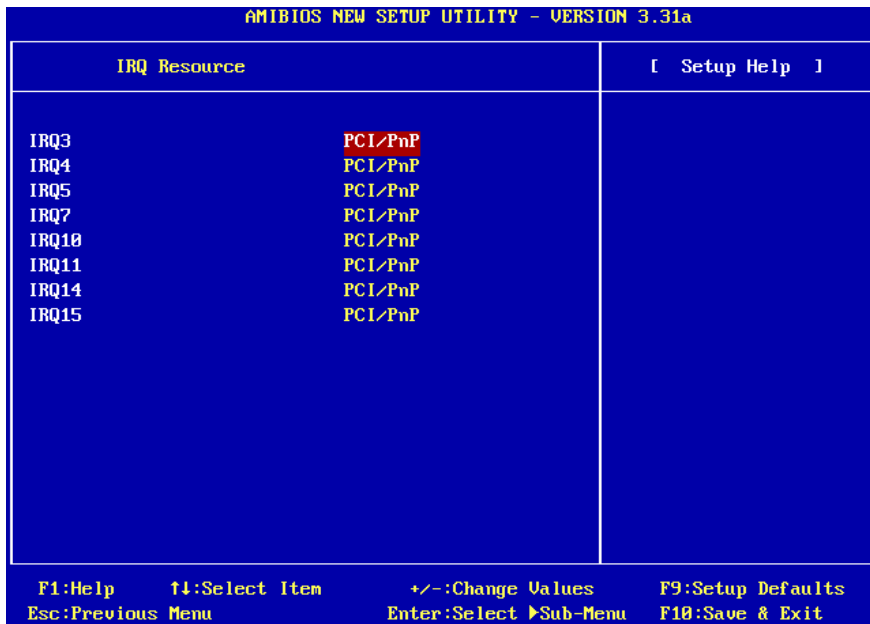 AMIBIOS NEW SETUP UTILITY - VERSION 3.31a
IRQ Resource
[ Setup Help ]
IRQ3 PCI/PnP
IRQ4 PCI/PnP
IRQ5 PCI/PnP
IRQ7 PCI/PnP
IRQ10 PCI/PnP
IRQ11 PCI/PnP
IRQ14 PCI/PnP
IRQ15 PCI/PnP
F1:Help ↑↓:Select Item +/-:Change Values F9:Setup Defaults
Esc:Previous Menu Enter:Select ►Sub-Menu F10:Save & Exit